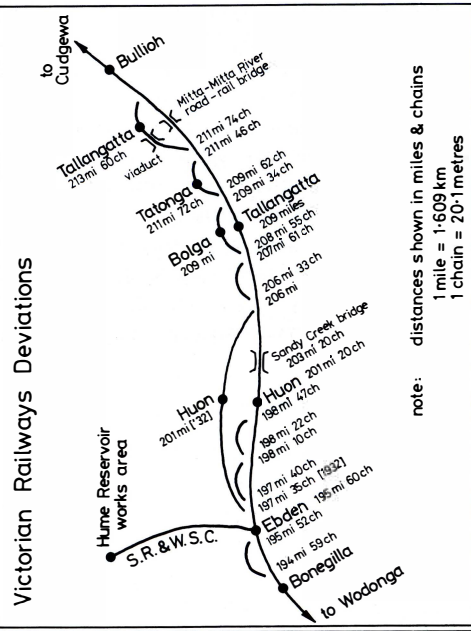 Victorian Railways Deviations
to
Cudgewa
Bullioh
Mitta-Mitta River
road-rail bridge
Tallangatta
213mi 60ch
viaduct
211mi 74ch
211mi 46ch
Tatonga
211mi 72ch
209mi 62ch
209mi 34ch
Tallangatta
209 miles
208mi 55ch
207mi 61ch
Bolga
209 mi
206mi 33ch
206mi
Sandy Creek bridge
203mi 20ch
Huon 201mi 20ch
198mi 47ch
Huon
201mi ['32]
198mi 22ch
198mi 10ch
197mi 40ch
197mi 35ch [1932]
Ebden 195mi 60ch
195mi 52ch
Hume Reservoir
works area
S.R.& W.S.C.
194mi 59ch
Bonegilla
to Wodonga
note: distances shown in miles & chains
1 mile = 1·609 km
1 chain = 20·1 metres